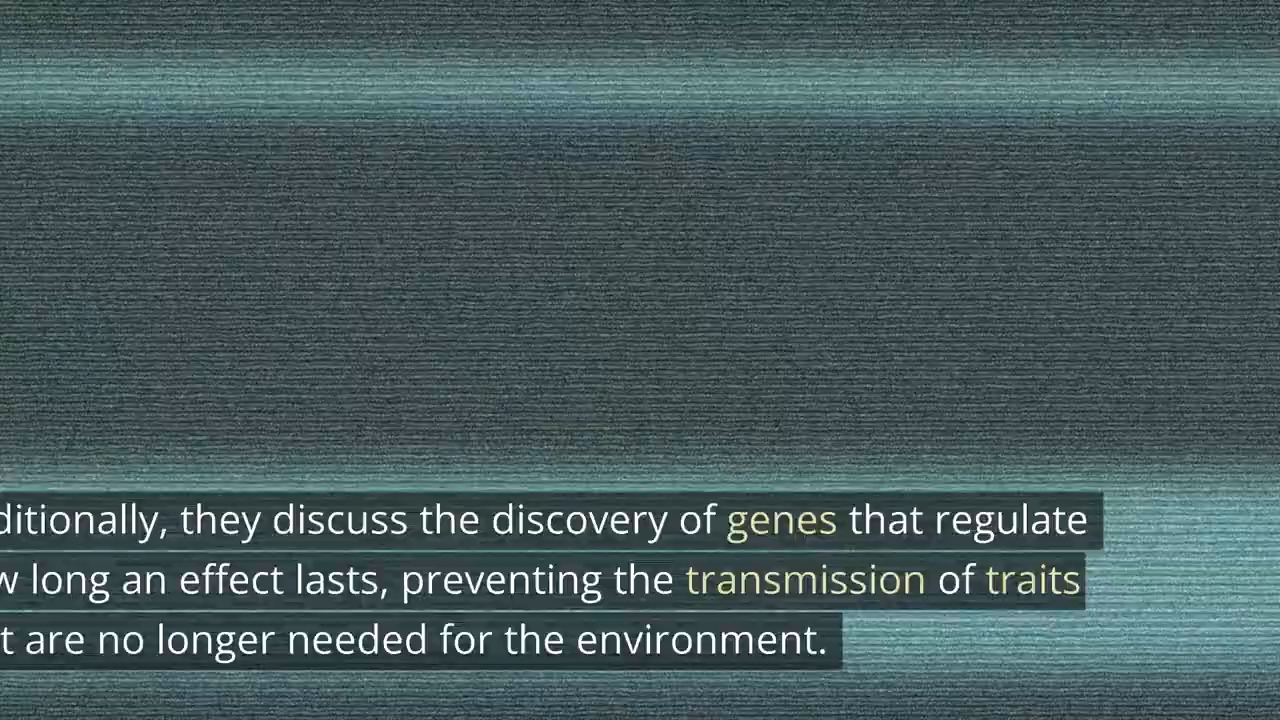 ditionally, they discuss the discovery of genes that regulate
w long an effect lasts, preventing the transmission of traits
t are no longer needed for the environment.